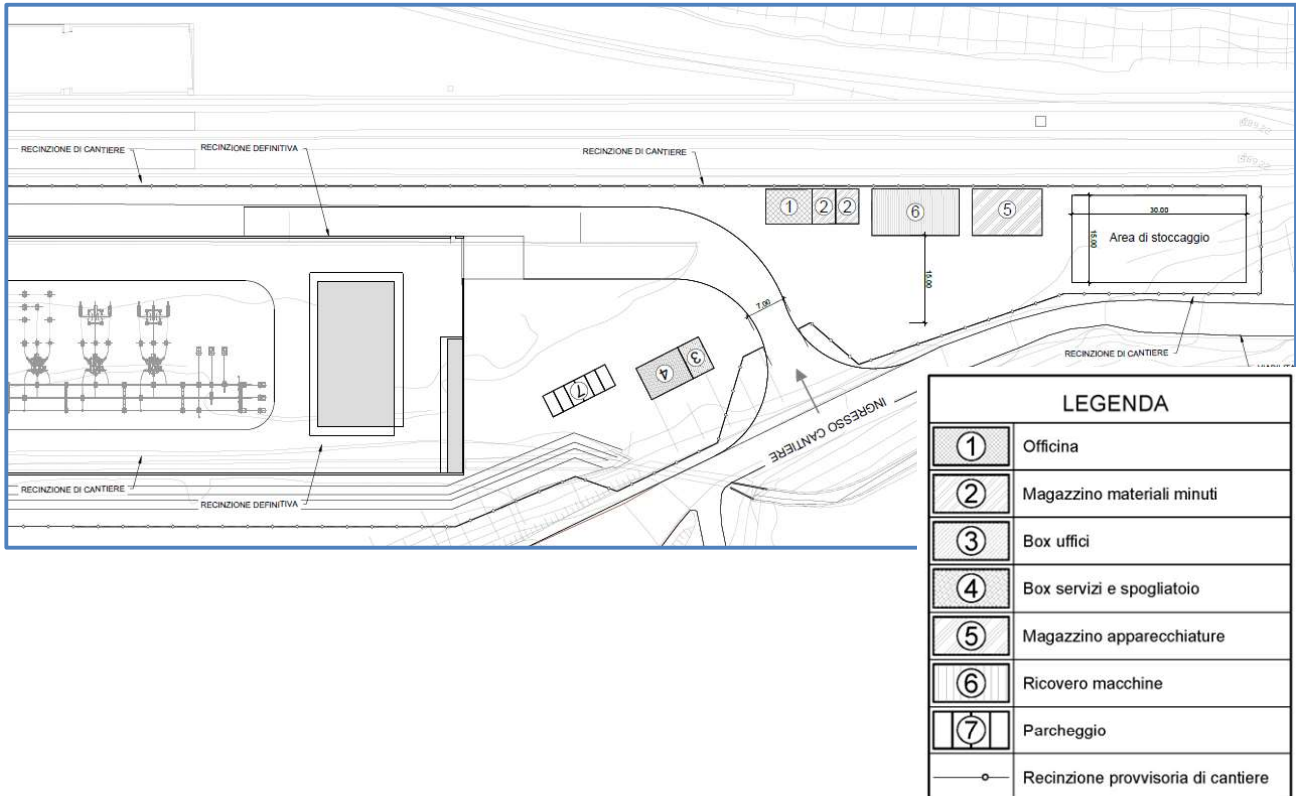 RECINZIONE DI CANTIERE
RECINZIONE DEFINITIVA
RECINZIONE DI CANTIERE
1
2
2
6
5
30.00
15.00
Area di stoccaggio
15.00
7.00
3
4
7
INGRESSO CANTIERE
RECINZIONE DI CANTIERE
RECINZIONE DI CANTIERE
RECINZIONE DEFINITIVA
LEGENDA
1 Officina
2 Magazzino materiali minuti
3 Box uffici
4 Box servizi e spogliatoio
5 Magazzino apparecchiature
6 Ricovero macchine
7 Parcheggio
Recinzione provvisoria di cantiere